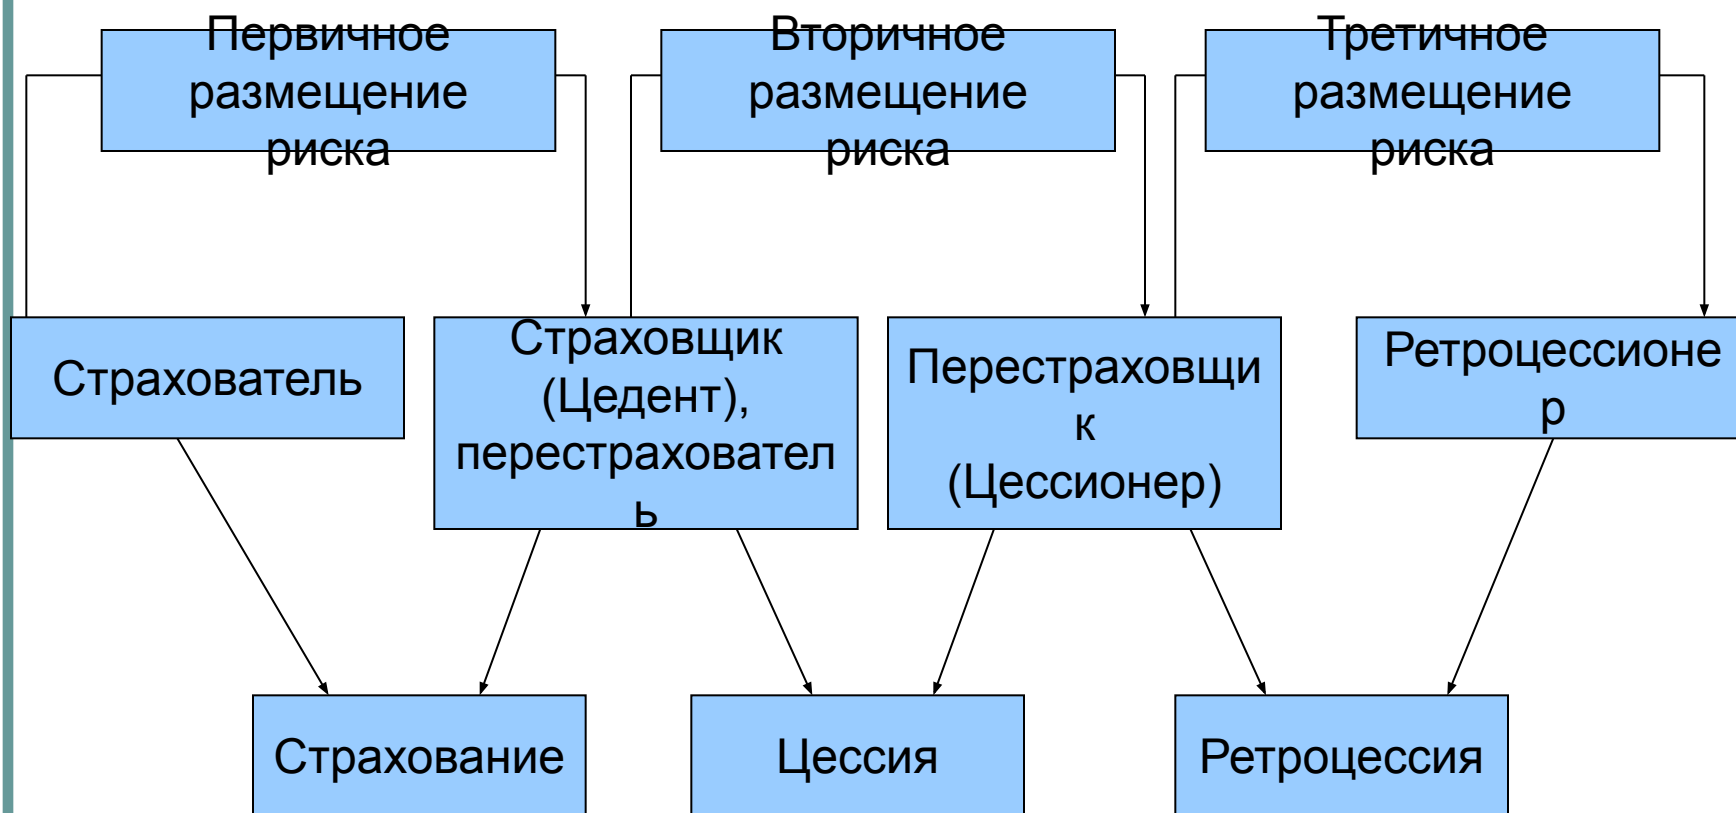 Первичное
размещение
риска
Вторичное
размещение
риска
Третичное
размещение
риска
Страхователь
Страховщик
(Цедент),
перестраховател
ь
Перестраховщи
к
(Цессионер)
Ретроцессионе
р
Страхование
Цессия
Ретроцессия